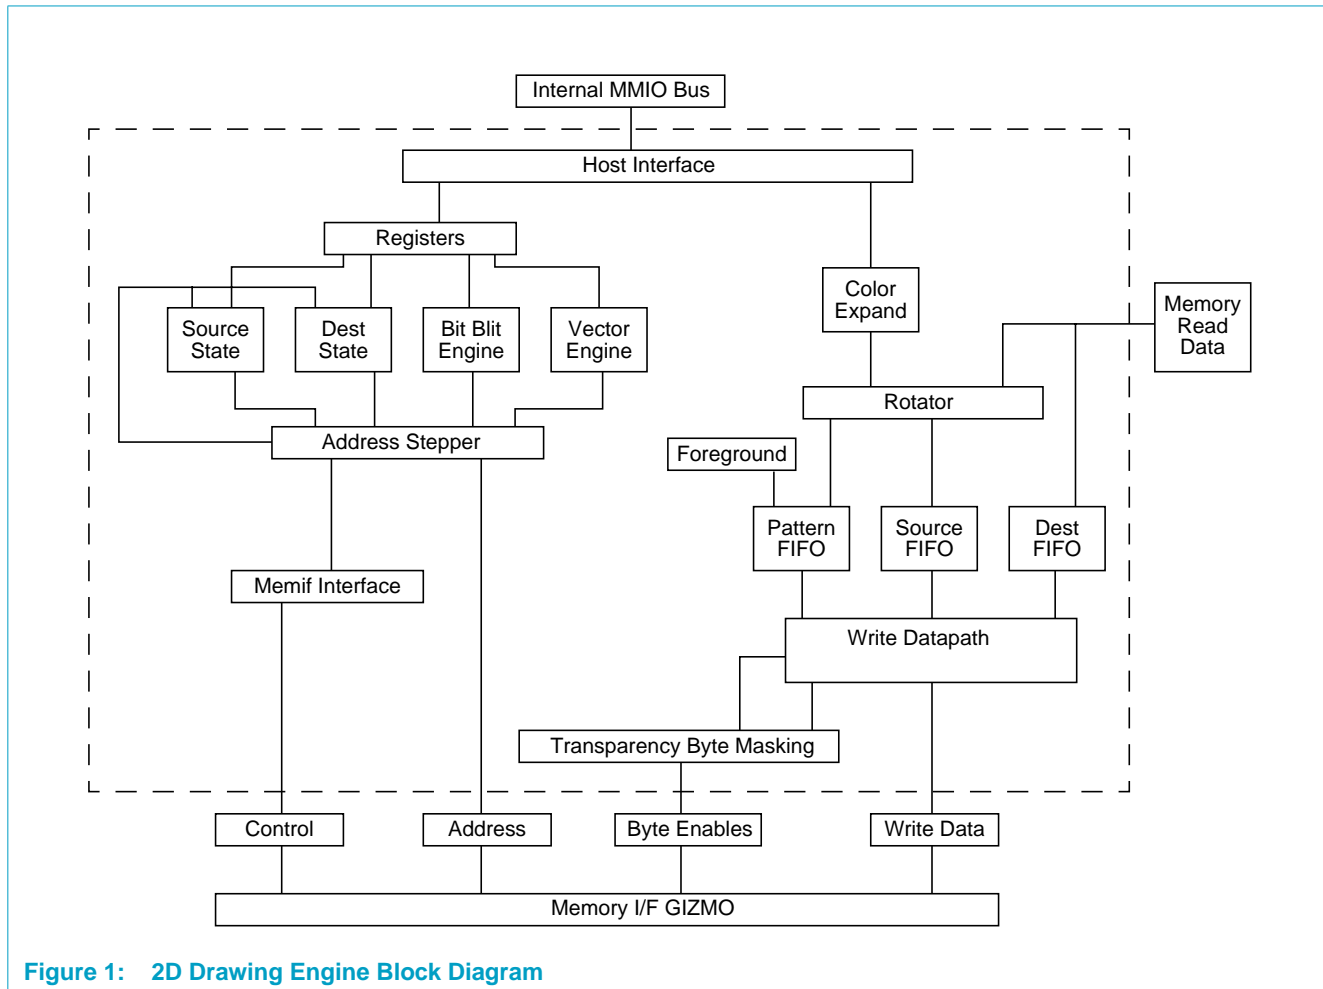 Internal MMIO Bus
Host Interface
Registers
Color
Expand
Memory
Read
Data
Source
State
Dest
State
Bit Blit
Engine
Vector
Engine
Rotator
Address Stepper
Foreground
Pattern
FIFO
Source
FIFO
Dest
FIFO
Memif Interface
Write Datapath
Transparency Byte Masking
Control
Address
Byte Enables
Write Data
Memory I/F GIZMO
Figure 1: 2D Drawing Engine Block Diagram